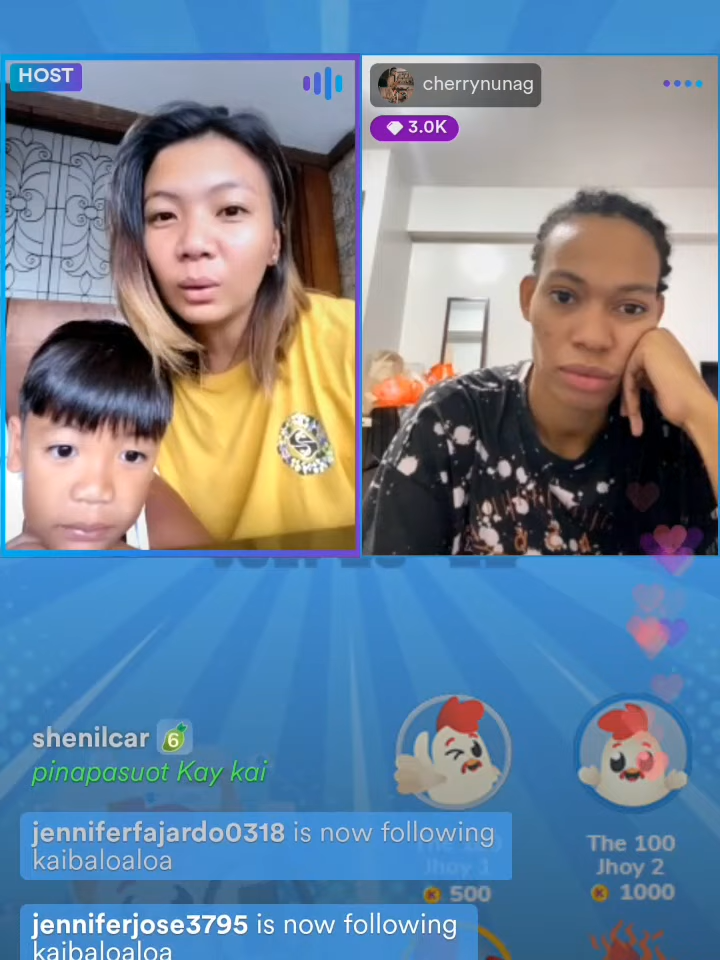 HOST
cherrynunag
3.0K
shenilcar 6
pinapasuot Kay kai
jenniferfajardo0318 is now following
kaibaloaloa
jenniferjose3795 is now following
kaibaloaloa
The 100
Jhoy 1
500
The 100
Jhoy 2
1000